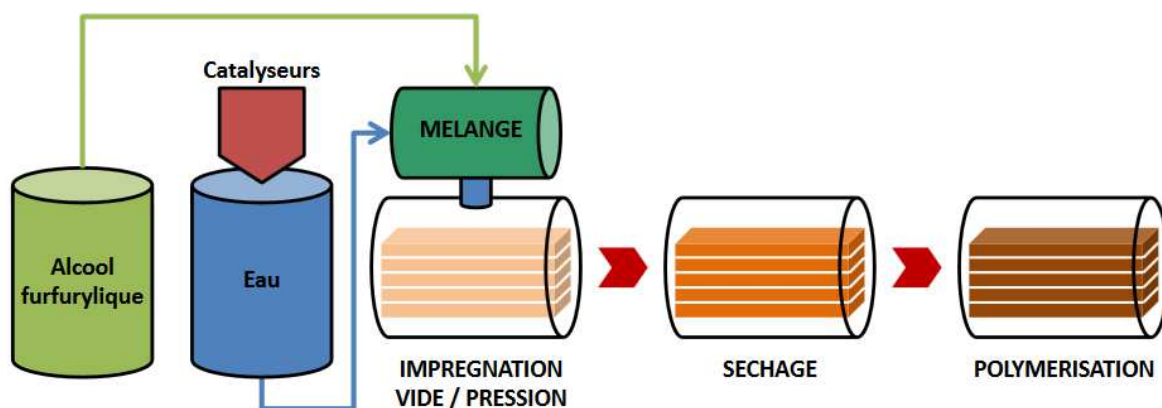 Catalyseurs
MELANGE
Alcool
furfurylique
Eau
IMPREGNATION
VIDE / PRESSION
SECHAGE
POLYMERISATION